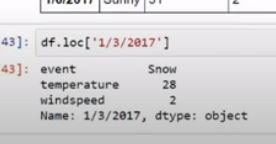 1/6/2017 Sunny 31 2
43]: df.loc['1/3/2017']
43]: event Snow
temperature 28
windspeed 2
Name: 1/3/2017, dtype: object